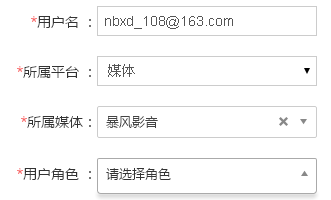 *用户名 : nbxd_108@163.com
*所属平台 : 媒体
*所属媒体 : 暴风影音
*用户角色 : 请选择角色